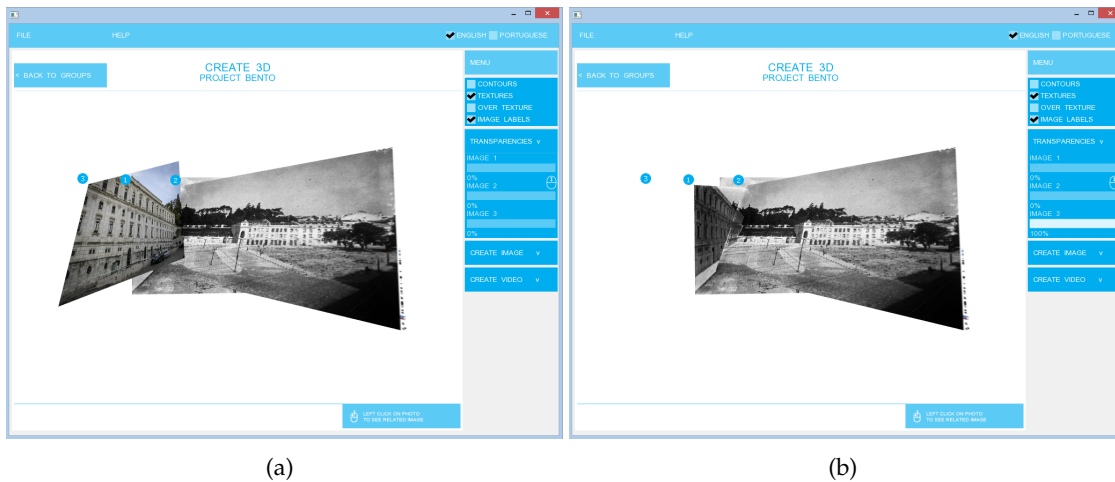 FILE HELP ENGLISH PORTUGUESE
< BACK TO GROUPS
CREATE 3D
PROJECT BENTO
MENU
CONTOURS
TEXTURES
OVER TEXTURE
IMAGE LABELS
TRANSPARENCIES v
IMAGE 1
0%
IMAGE 2
0%
IMAGE 3
0%
CREATE IMAGE v
CREATE VIDEO v
3 1 2
LEFT CLICK ON PHOTO
TO SEE RELATED IMAGE
(a)
FILE HELP ENGLISH PORTUGUESE
< BACK TO GROUPS
CREATE 3D
PROJECT BENTO
MENU
CONTOURS
TEXTURES
OVER TEXTURE
IMAGE LABELS
TRANSPARENCIES v
IMAGE 1
0%
IMAGE 2
0%
IMAGE 3
100%
CREATE IMAGE v
CREATE VIDEO v
3 1 2
LEFT CLICK ON PHOTO
TO SEE RELATED IMAGE
(b)